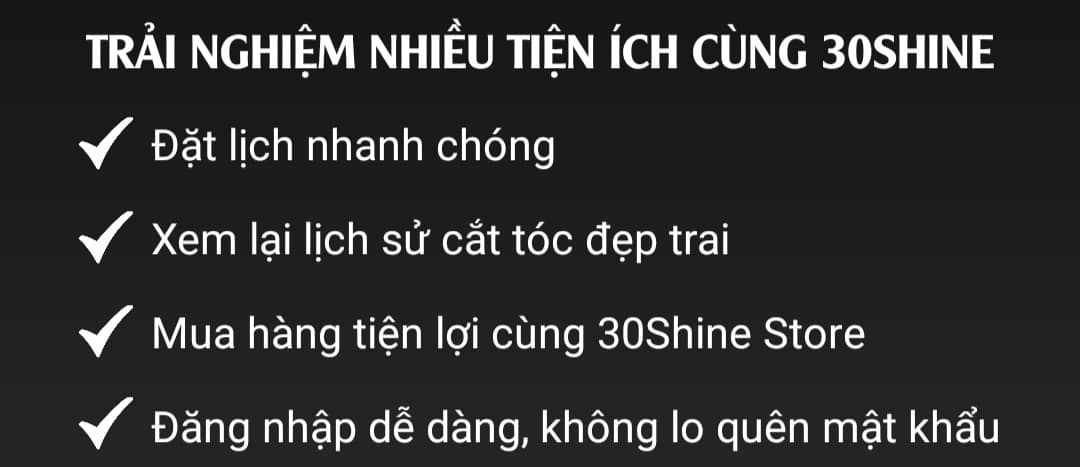 TRẢI NGHIỆM NHIỀU TIỆN ÍCH CÙNG 30SHINE
Đặt lịch nhanh chóng
Xem lại lịch sử cắt tóc đẹp trai
Mua hàng tiện lợi cùng 30Shine Store
Đăng nhập dễ dàng, không lo quên mật khẩu